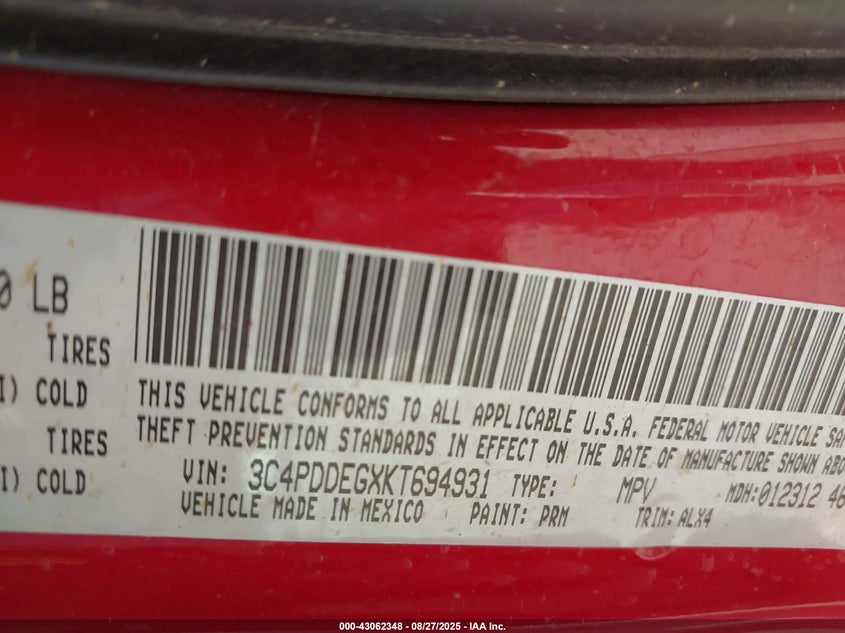 0 LB
TIRES
I) COLD
TIRES
I) COLD
THIS VEHICLE CONFORMS TO ALL APPLICABLE U.S.A. FEDERAL MOTOR VEHICLE SA
THEFT PREVENTION STANDARDS IN EFFECT ON THE DATE OF MANUFACTURE SHOWN ABO
VIN: 3C4PDDEGXKT694931 TYPE: MPV MDH:012312 46
VEHICLE MADE IN MEXICO PAINT: PRM TRIM: ALX4
000-43062348 - 08/27/2025 - IAA Inc.